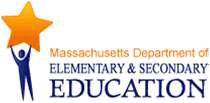 Massachusetts Department of
ELEMENTARY & SECONDARY
EDUCATION